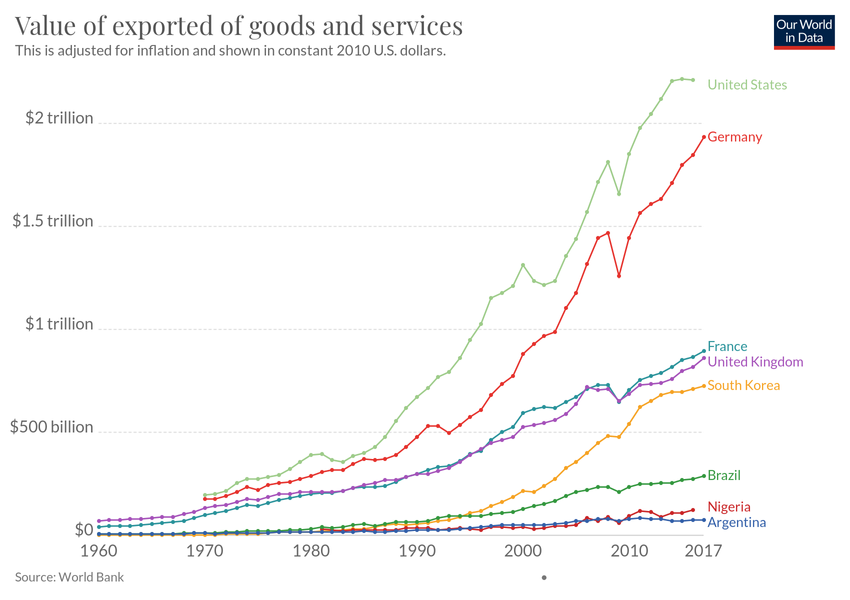 Value of exported of goods and services
This is adjusted for inflation and shown in constant 2010 U.S. dollars.
Our World
in Data
United States
$2 trillion
Germany
$1.5 trillion
$1 trillion
France
United Kingdom
South Korea
$500 billion
Brazil
Nigeria
Argentina
$0
1960 1970 1980 1990 2000 2010 2017
Source: World Bank